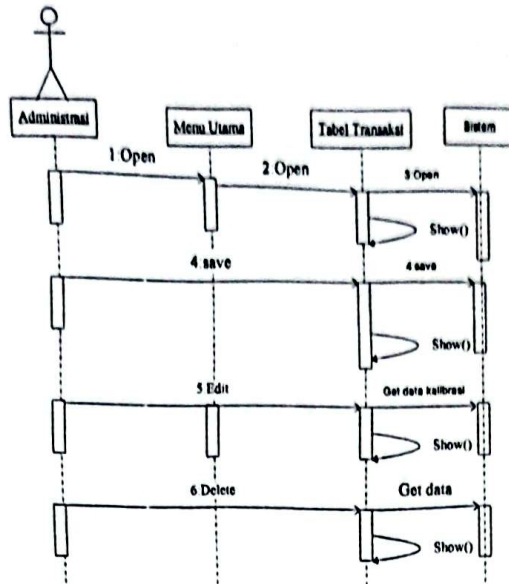 Administrasi
Menu Utama
Tabel Transaksi
Sistem
1 Open
2 Open
3 Open
Show()
4 save
4 save
Show()
5 Edit
Get data kalibrasi
Show()
6 Delete
Get data
Show()